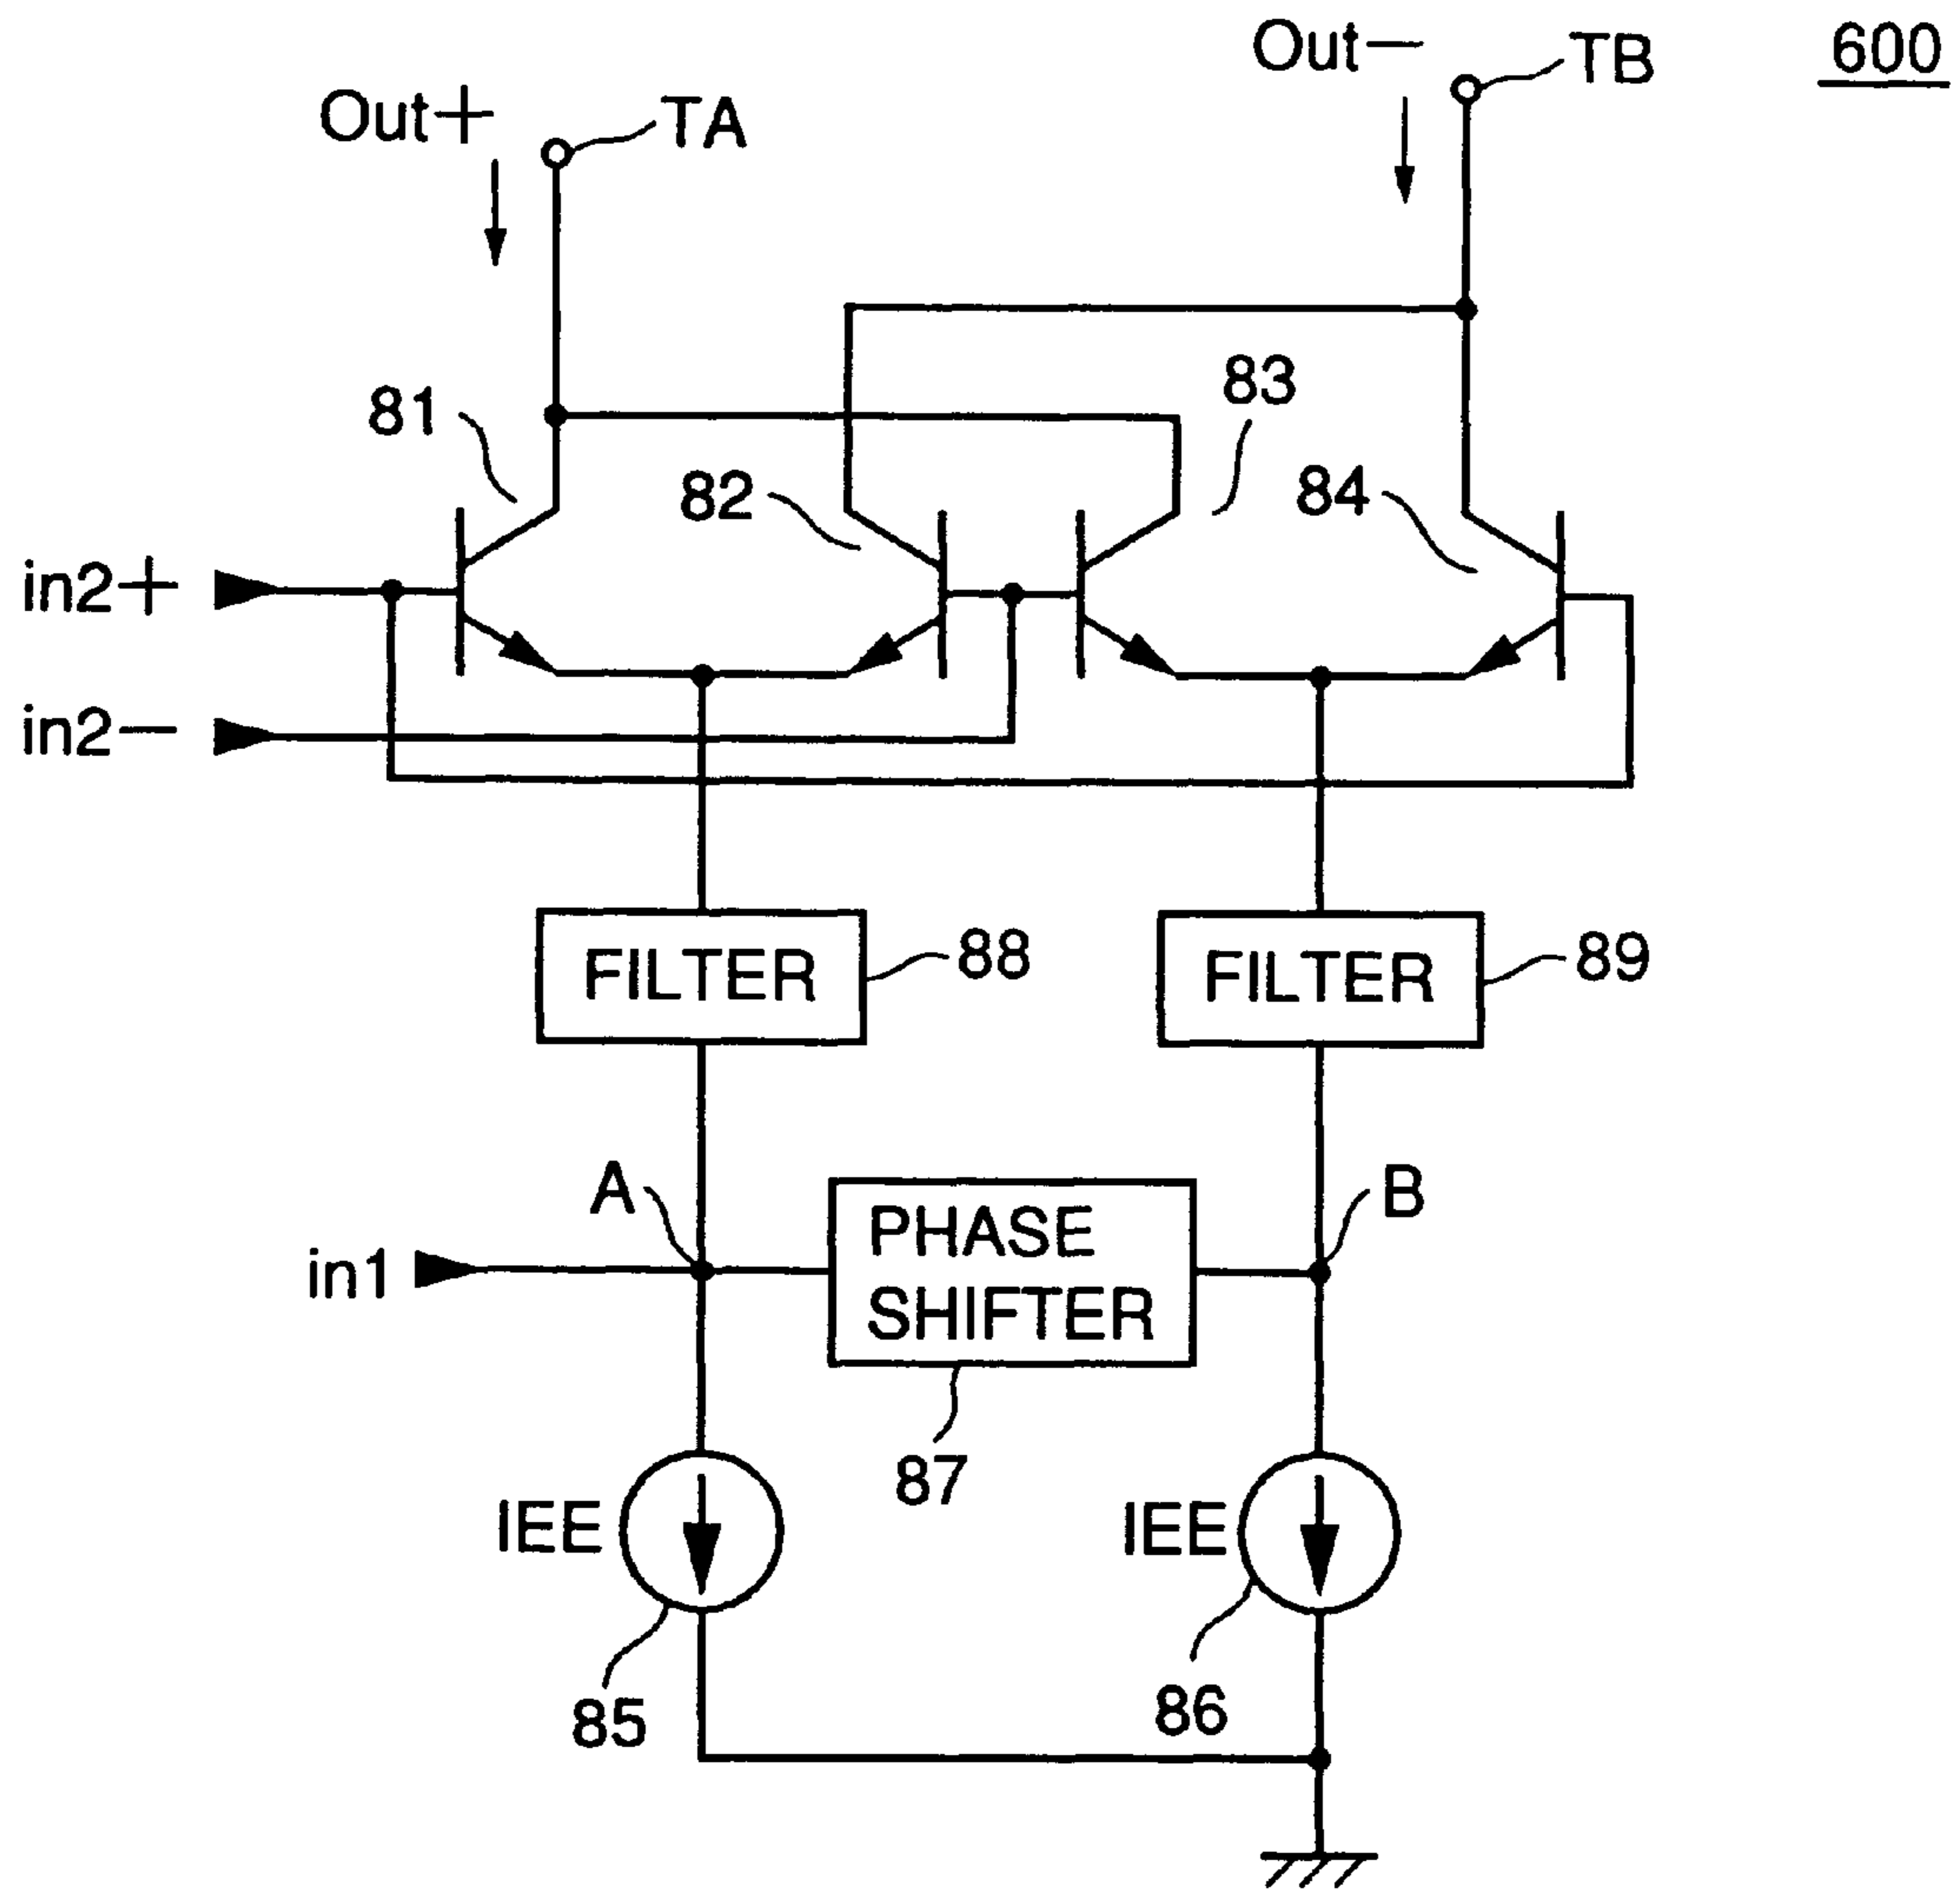 600
Out−
TB
Out+
TA
81
82
83
84
in2+
in2−
FILTER
88
FILTER
89
A
B
in1
PHASE
SHIFTER
87
IEE
IEE
85
86